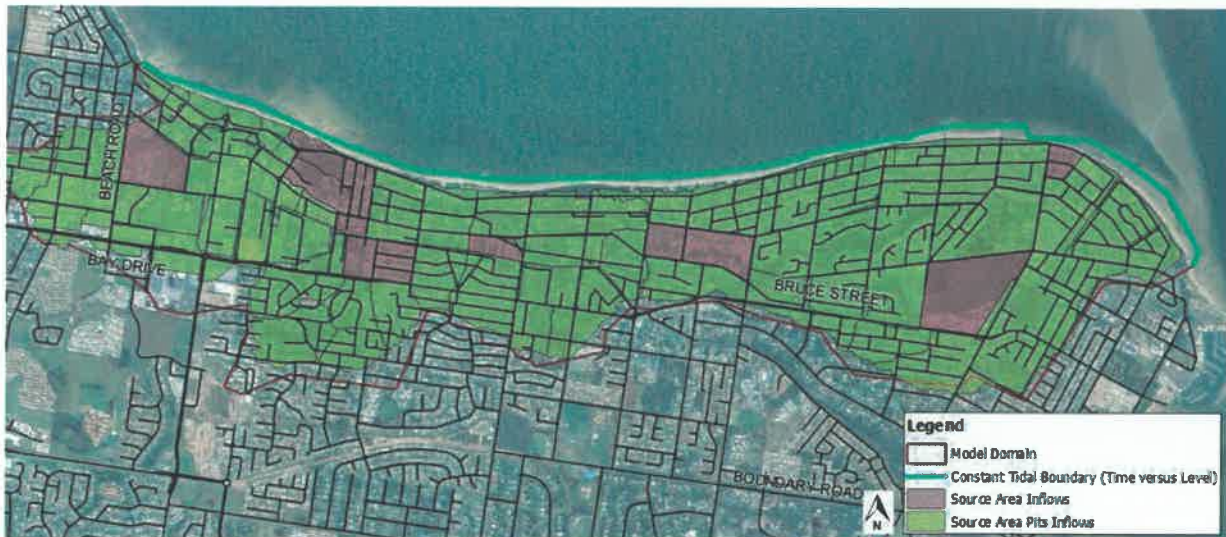 BEACH ROAD
BAY DRIVE
BRUCE STREET
BOUNDARY ROAD
N
Legend
Model Domain
Constant Tidal Boundary (Time versus Level)
Source Area Inflows
Source Area Pits Inflows